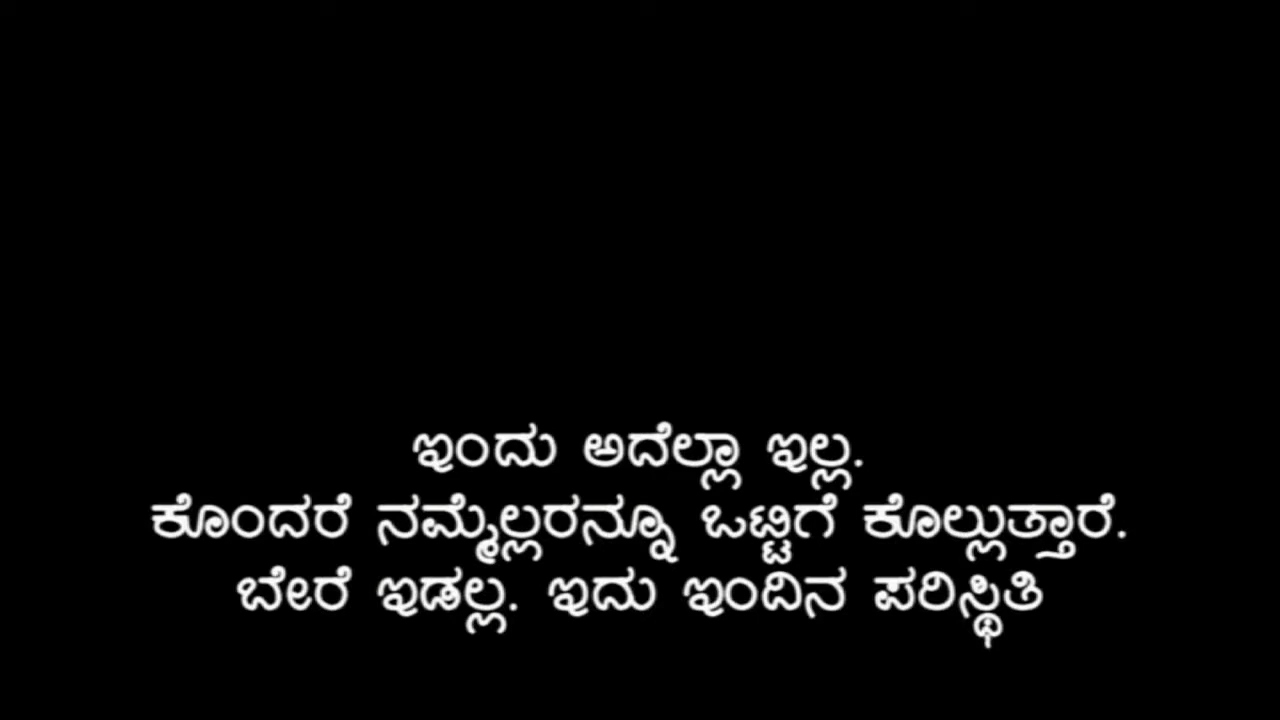 ಇಂದು ಅದೆಲ್ಲಾ ಇಲ್ಲ.
ಕೊಂದರೆ ನಮ್ಮೆಲ್ಲರನ್ನೂ ಒಟ್ಟಿಗೆ ಕೊಲ್ಲುತ್ತಾರೆ.
ಬೇರೆ ಇಡಲ್ಲ. ಇದು ಇಂದಿನ ಪರಿಸ್ಥಿತಿ